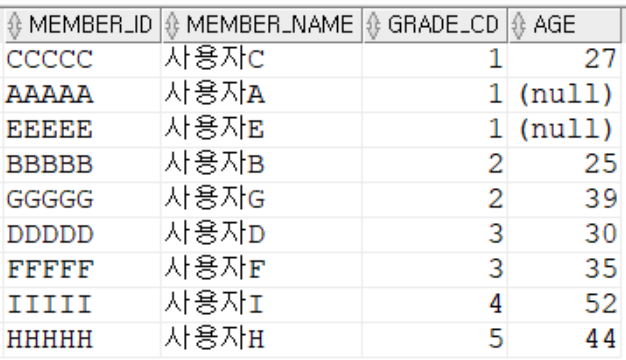 MEMBER_ID MEMBER_NAME GRADE_CD AGE
CCCCC 사용자C 1 27
AAAAA 사용자A 1 (null)
EEEEE 사용자E 1 (null)
BBBBB 사용자B 2 25
GGGGG 사용자G 2 39
DDDDD 사용자D 3 30
FFFFF 사용자F 3 35
IIIII 사용자I 4 52
HHHHH 사용자H 5 44